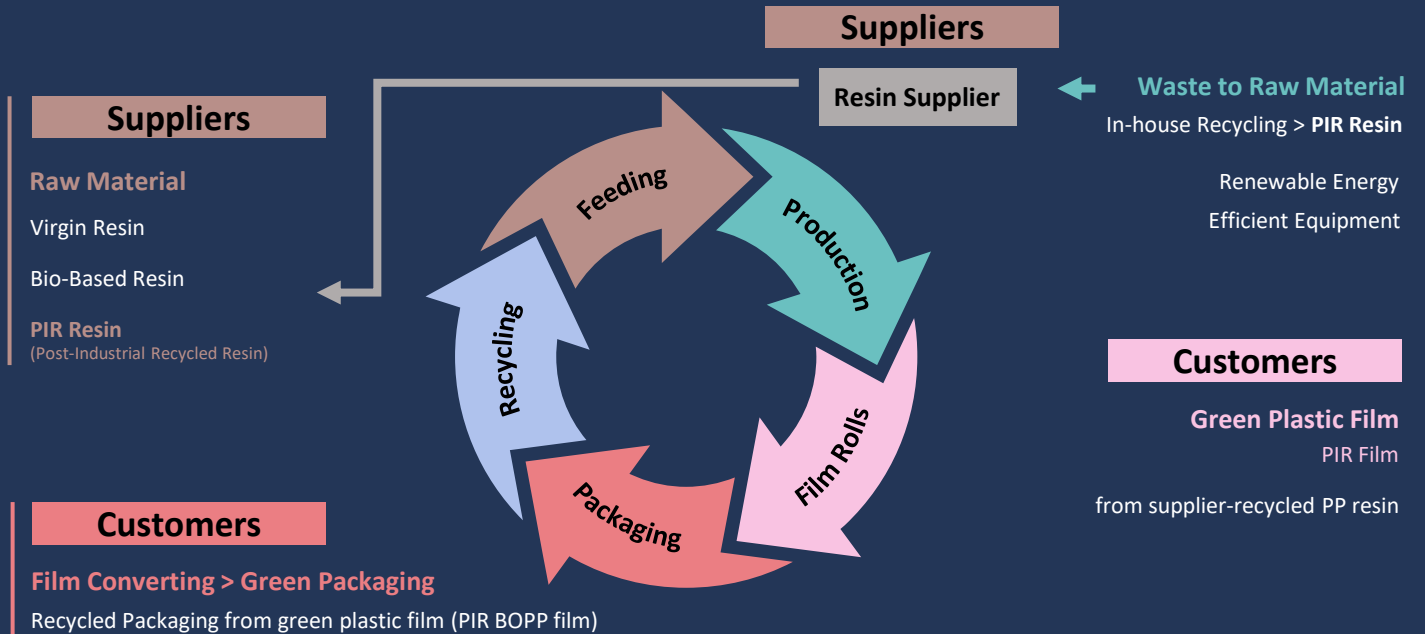 Suppliers
Resin Supplier
Waste to Raw Material
In-house Recycling > PIR Resin
Renewable Energy
Efficient Equipment
Suppliers
Raw Material
Virgin Resin
Bio-Based Resin
PIR Resin
(Post-Industrial Recycled Resin)
Feeding
Production
Film Rolls
Packaging
Recycling
Customers
Green Plastic Film
PIR Film
from supplier-recycled PP resin
Customers
Film Converting > Green Packaging
Recycled Packaging from green plastic film (PIR BOPP film)